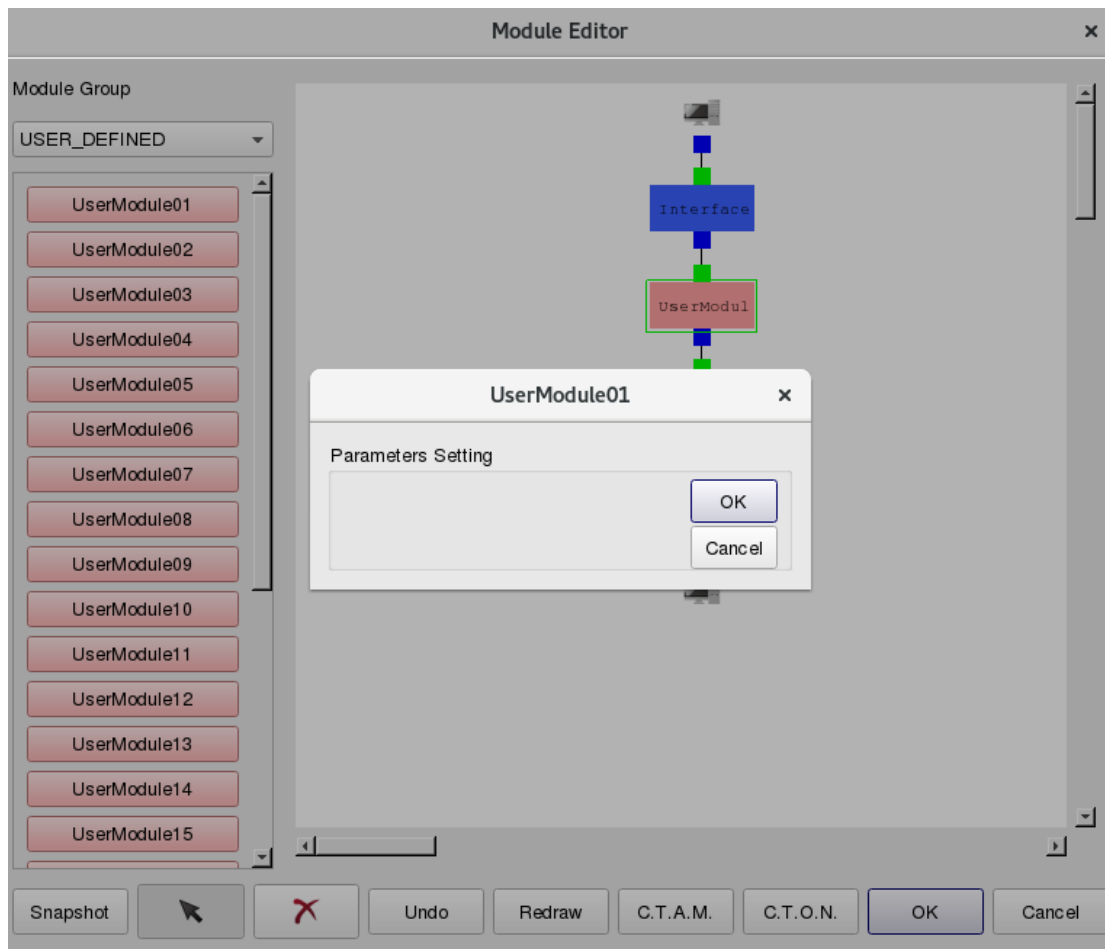 Module Editor
Module Group
USER_DEFINED
UserModule01
UserModule02
UserModule03
UserModule04
UserModule05
UserModule06
UserModule07
UserModule08
UserModule09
UserModule10
UserModule11
UserModule12
UserModule13
UserModule14
UserModule15
Interface
UserModul
UserModule01
Parameters Setting
OK
Cancel
Snapshot
Undo
Redraw
C.T.A.M.
C.T.O.N.
OK
Cancel